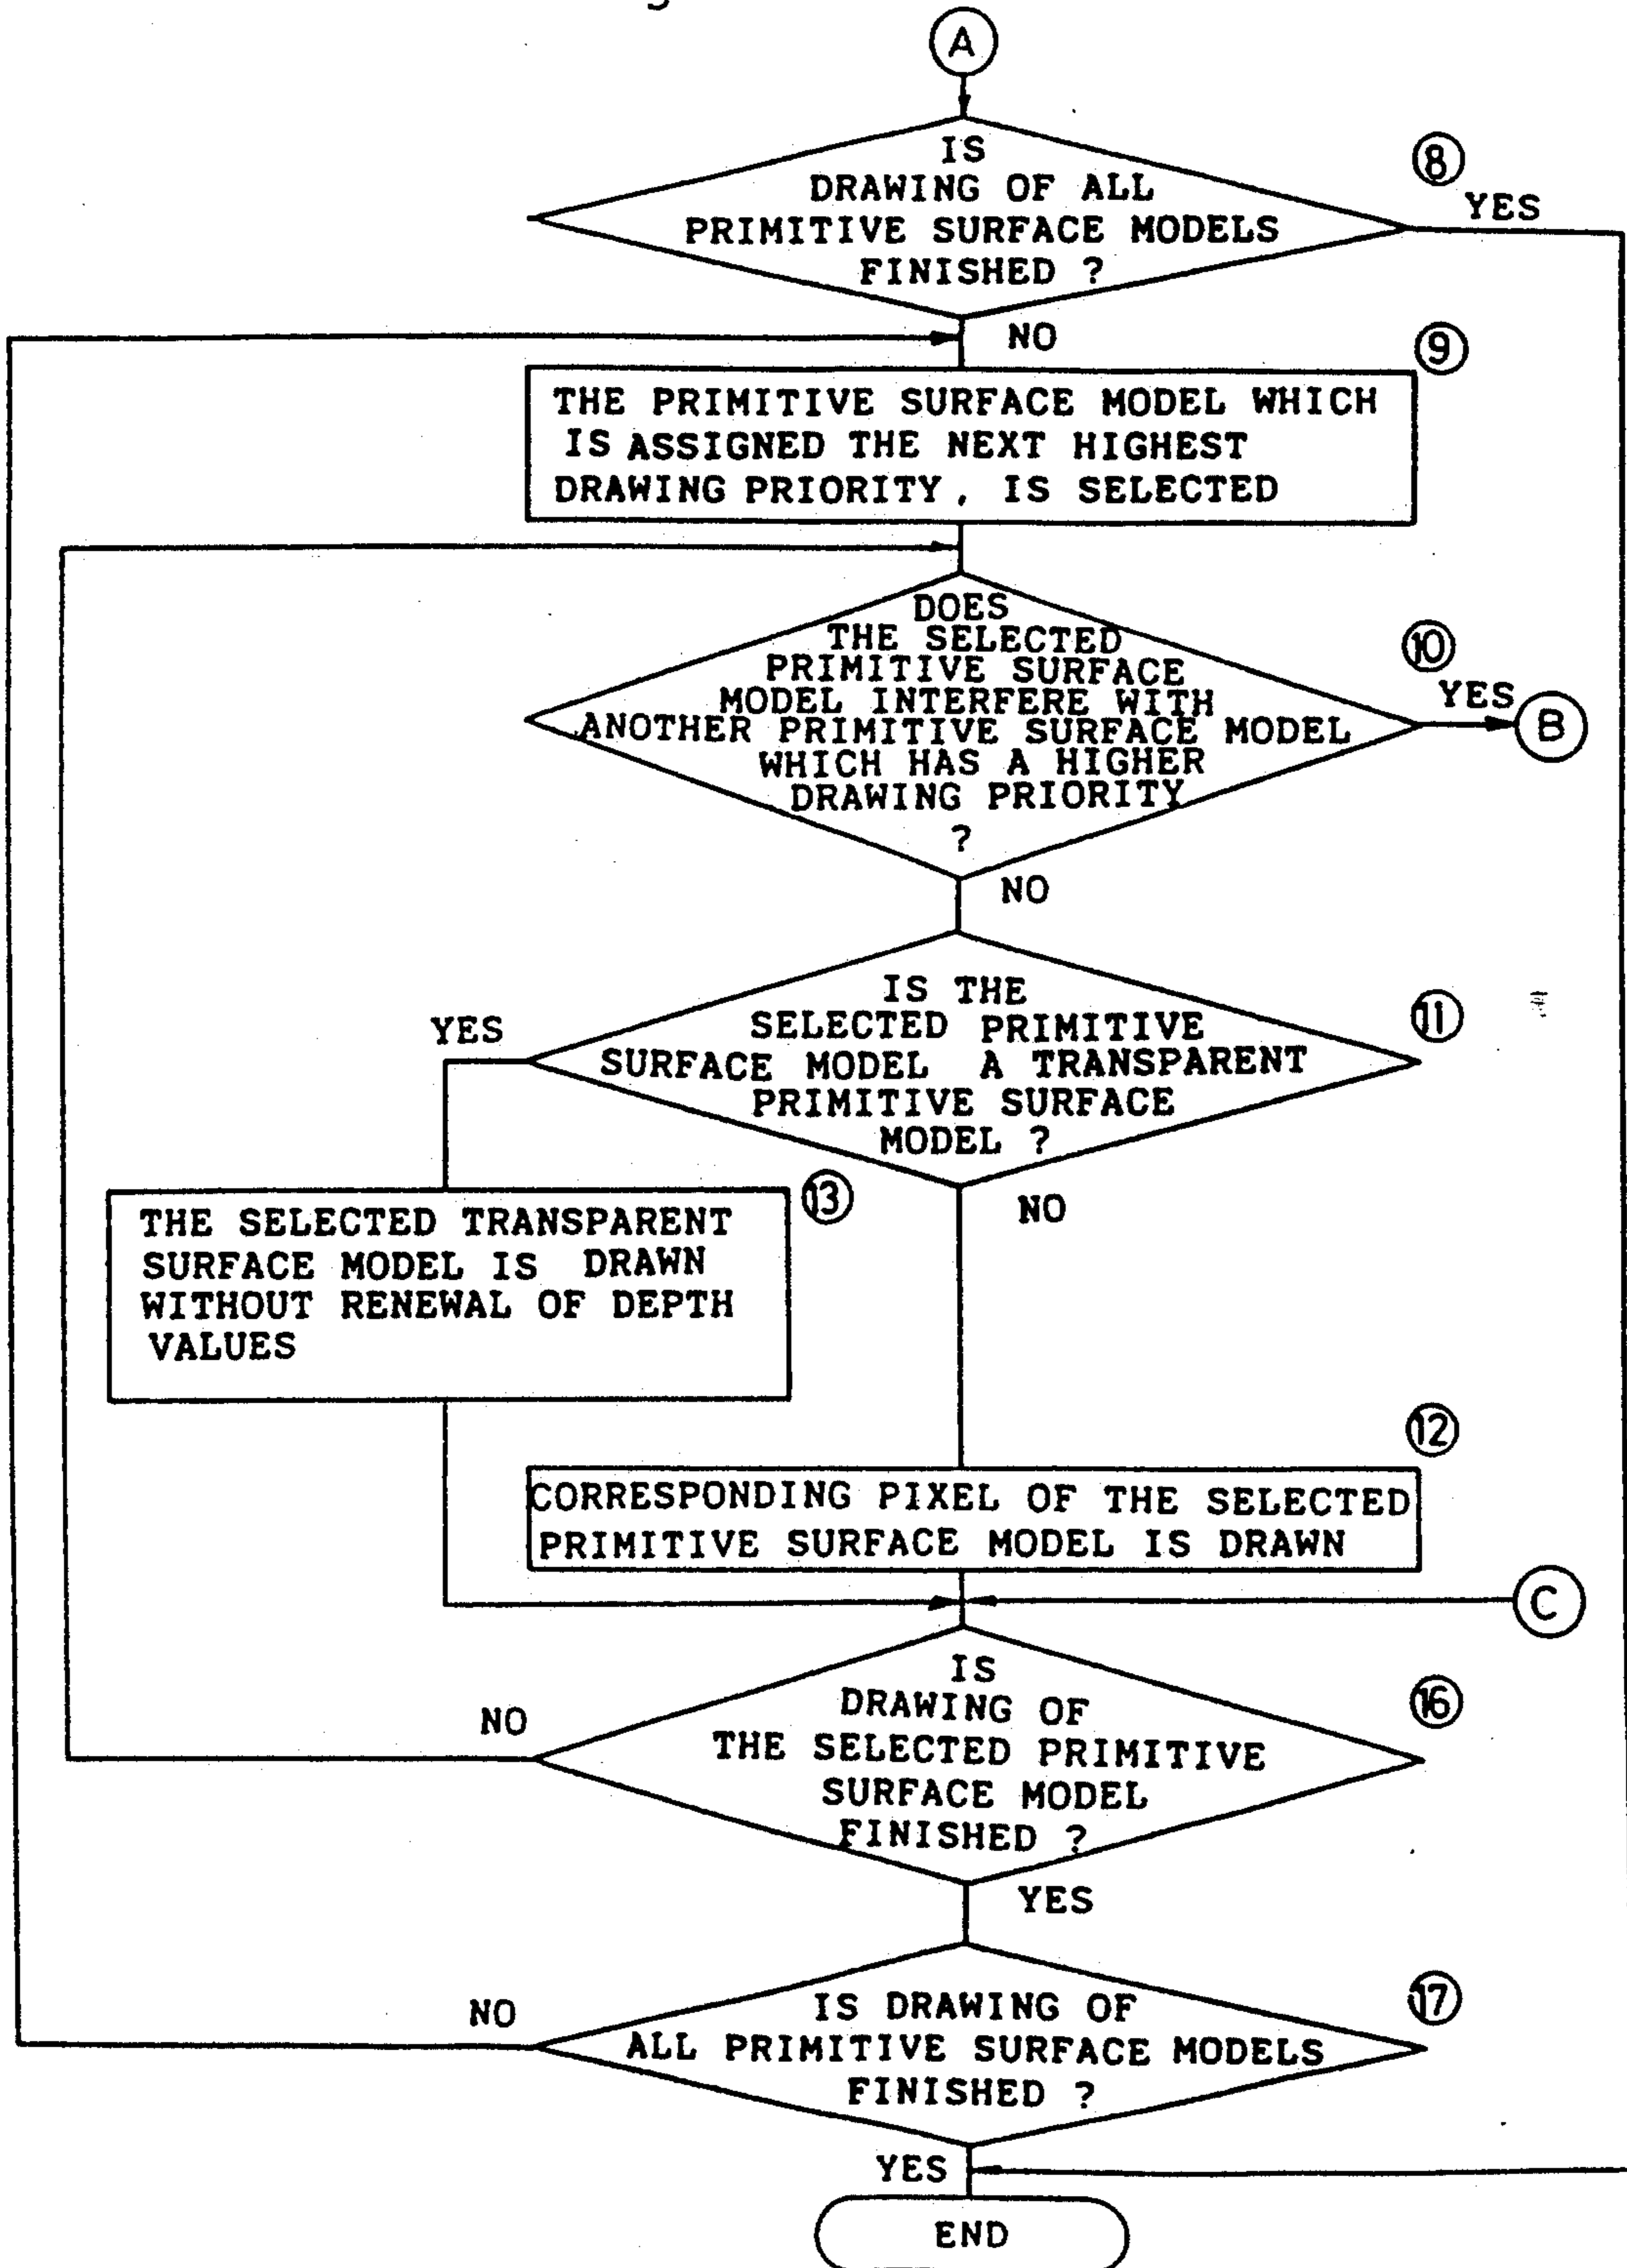 A
IS
DRAWING OF ALL
PRIMITIVE SURFACE MODELS
FINISHED ?
8
YES
NO
9
THE PRIMITIVE SURFACE MODEL WHICH
IS ASSIGNED THE NEXT HIGHEST
DRAWING PRIORITY, IS SELECTED
DOES
THE SELECTED
PRIMITIVE SURFACE
MODEL INTERFERE WITH
ANOTHER PRIMITIVE SURFACE MODEL
WHICH HAS A HIGHER
DRAWING PRIORITY
?
10
YES
B
NO
IS THE
SELECTED PRIMITIVE
SURFACE MODEL A TRANSPARENT
PRIMITIVE SURFACE
MODEL ?
11
YES
NO
13
THE SELECTED TRANSPARENT
SURFACE MODEL IS DRAWN
WITHOUT RENEWAL OF DEPTH
VALUES
12
CORRESPONDING PIXEL OF THE SELECTED
PRIMITIVE SURFACE MODEL IS DRAWN
C
IS
DRAWING OF
THE SELECTED PRIMITIVE
SURFACE MODEL
FINISHED ?
16
NO
YES
IS DRAWING OF
ALL PRIMITIVE SURFACE MODELS
FINISHED ?
17
NO
YES
END